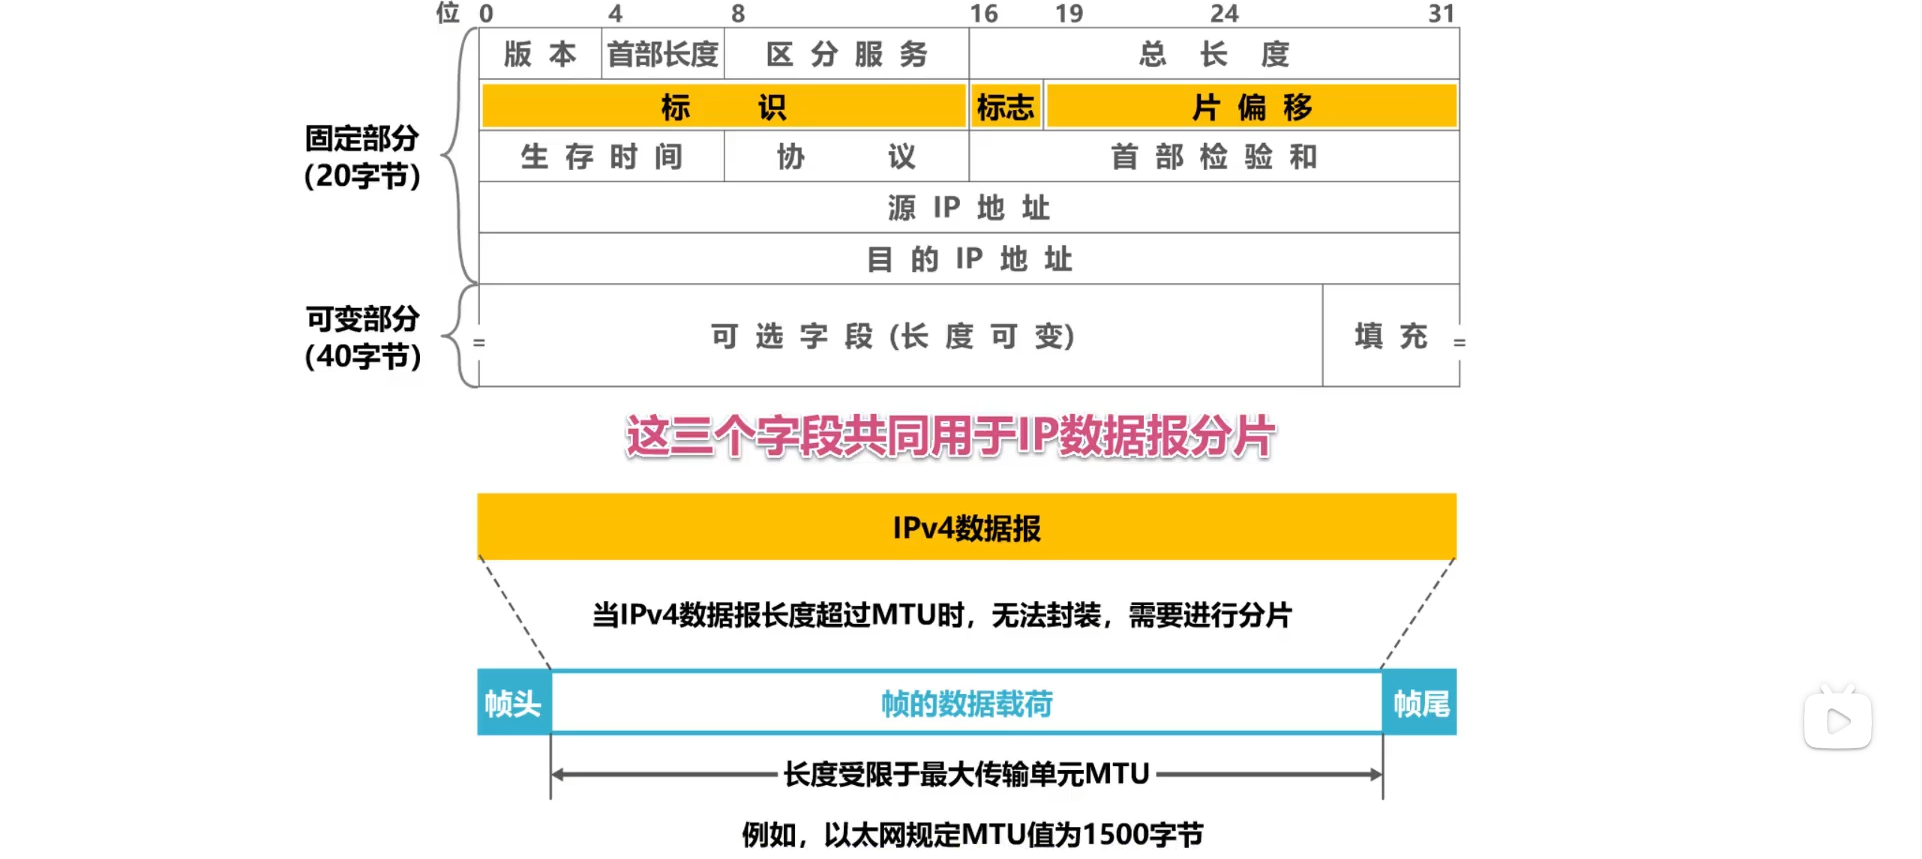 位 0 4 8 16 19 24 31
版 本 首部长度 区 分 服 务 总 长 度
标 识 标志 片 偏 移
固定部分
(20字节)
生 存 时 间 协 议 首 部 检 验 和
源 IP 地 址
目 的 IP 地 址
可变部分
(40字节)
可 选 字 段 (长 度 可 变) 填 充
这三个字段共同用于IP数据报分片
IPv4数据报
当IPv4数据报长度超过MTU时，无法封装，需要进行分片
帧头 帧的数据载荷 帧尾
长度受限于最大传输单元MTU
例如，以太网规定MTU值为1500字节